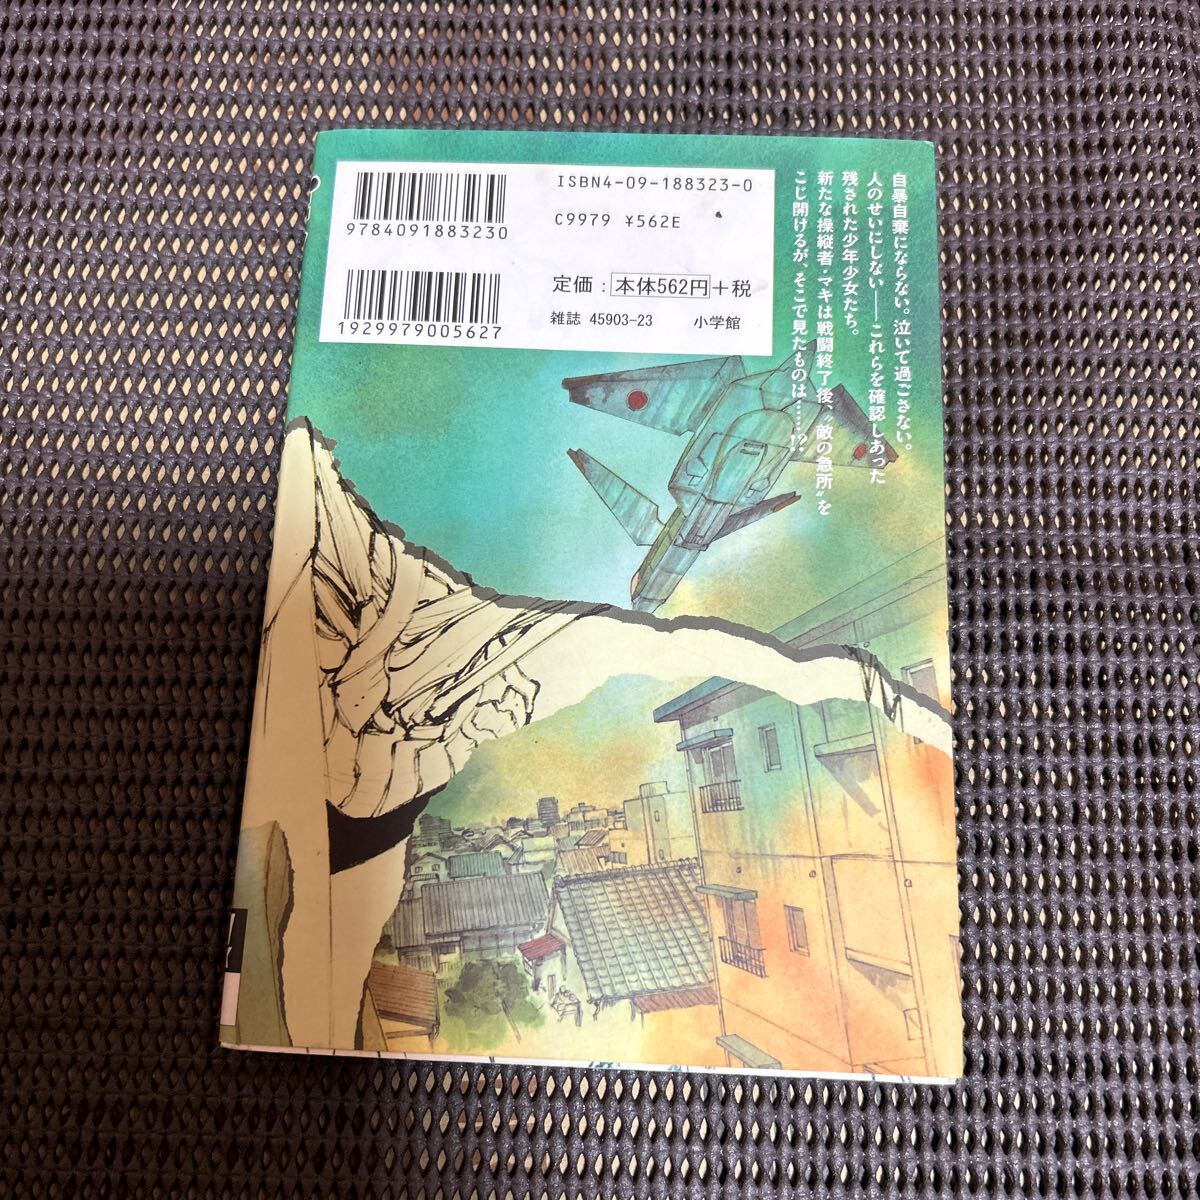 ISBN4-09-188323-0
C9979 ¥562E
9784091883230
定価：本体562円+税
雑誌 45903-23 小学館
1929979005627
自暴自棄にならない。泣いて過ごさない。
人のせいにしない――これらを確認しあった
残された少年少女たち。
新たな操縦者・マキは戦闘終了後、〝敵の急所〟を
こじ開けるが、そこで見たものは……!?